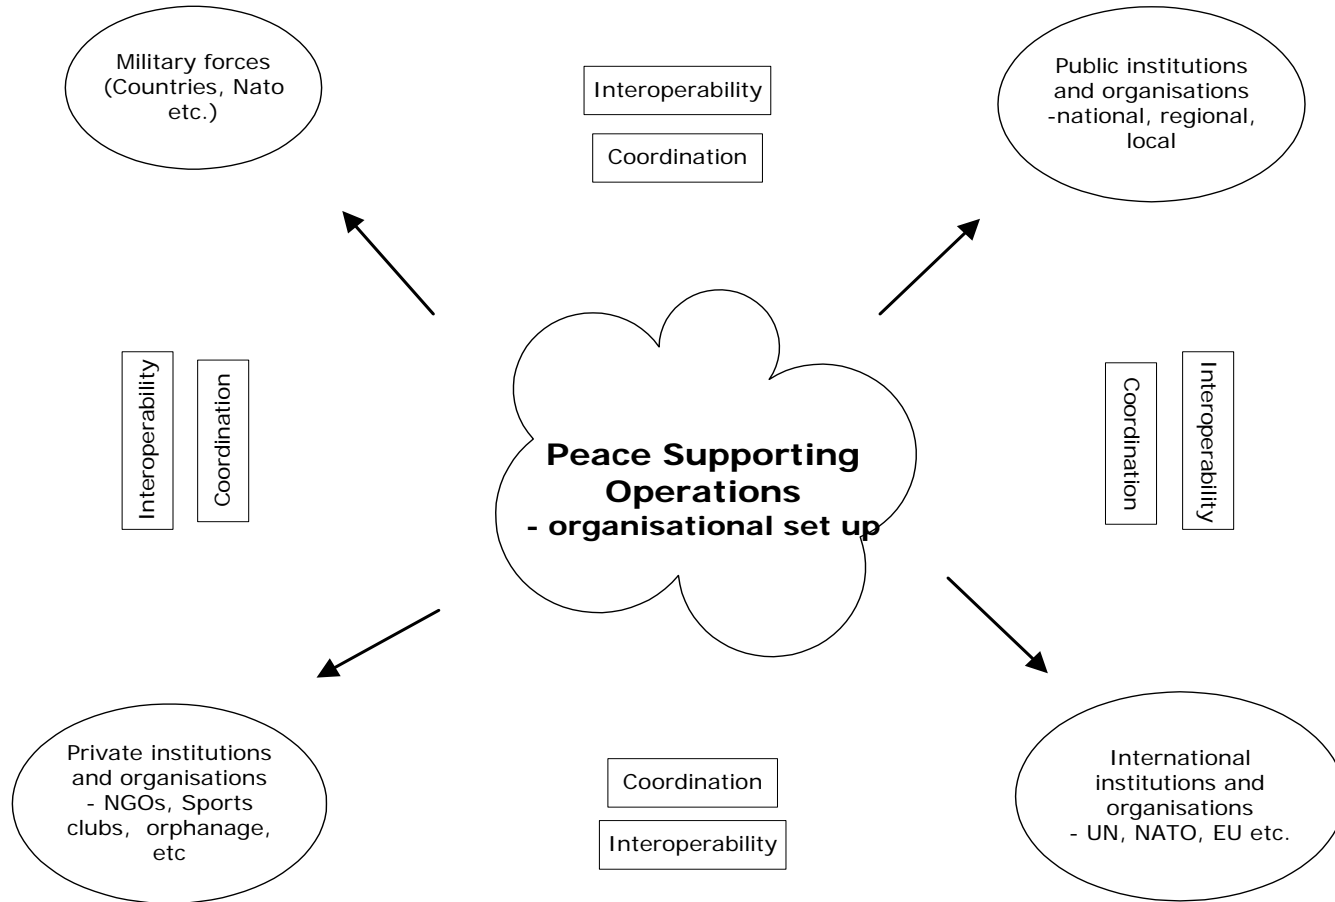 Military forces
(Countries, Nato
etc.)
Interoperability
Coordination
Public institutions
and organisations
-national, regional,
local
Interoperability
Coordination
Peace Supporting
Operations
- organisational set up
Coordination
Interoperability
Private institutions
and organisations
- NGOs, Sports
clubs, orphanage,
etc
Coordination
Interoperability
International
institutions and
organisations
- UN, NATO, EU etc.